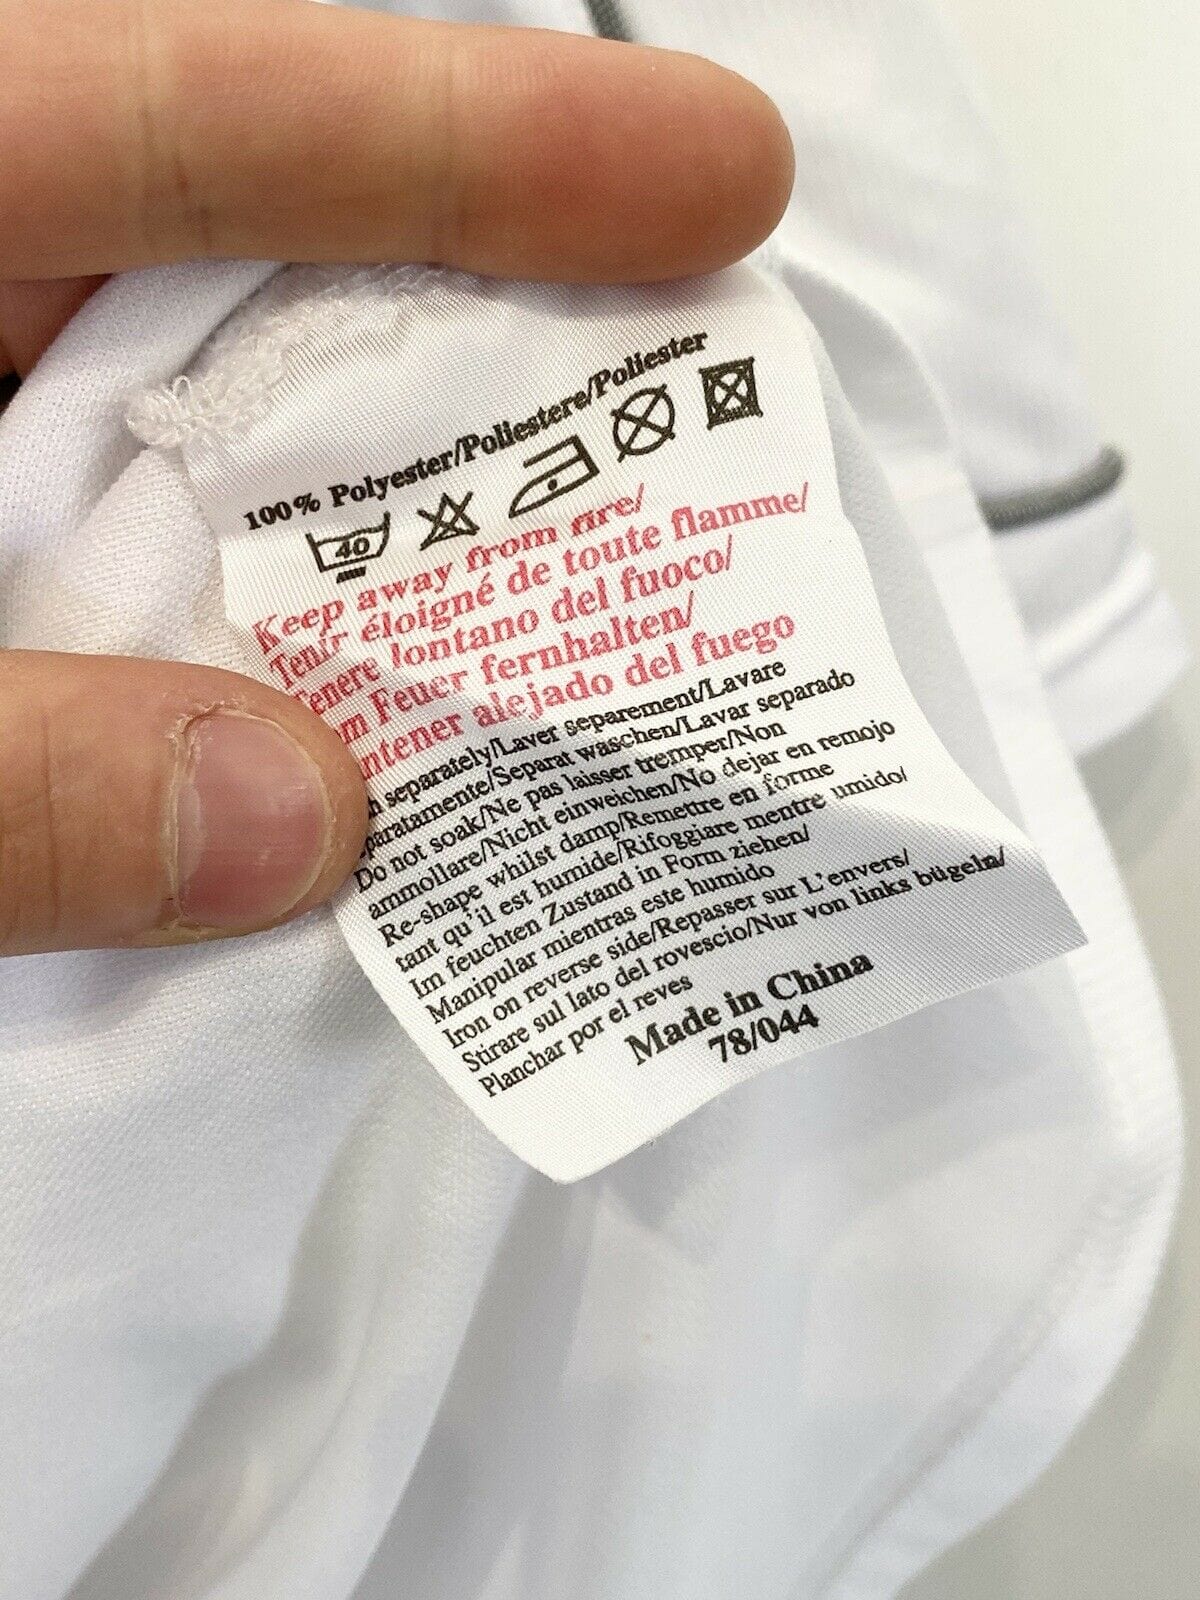 100% Polyester/Poliestere/Poliester
40
Keep away from fire/
Tenir éloigné de toute flamme/
Tenere lontano del fuoco/
Feuer fernhalten/
alejado del fuego
separately/Laver separement/Lavare
Separat waschen/Lavar separado
Do not soak/Ne pas laisser tremper/Non
ammollare/Nicht einweichen/No dejar en remojo
Re-shape whilst damp/Remettre en forme
tant qu'il est humide/Rifoggiare mentre umido/
Im feuchten Zustand in Form ziehen/
Manipular mientras este humido
Iron on reverse side/Repasser sur L'envers/
Stirare sul lato del rovescio/Nur von links bügeln/
Planchar por el reves
Made in China
78/044